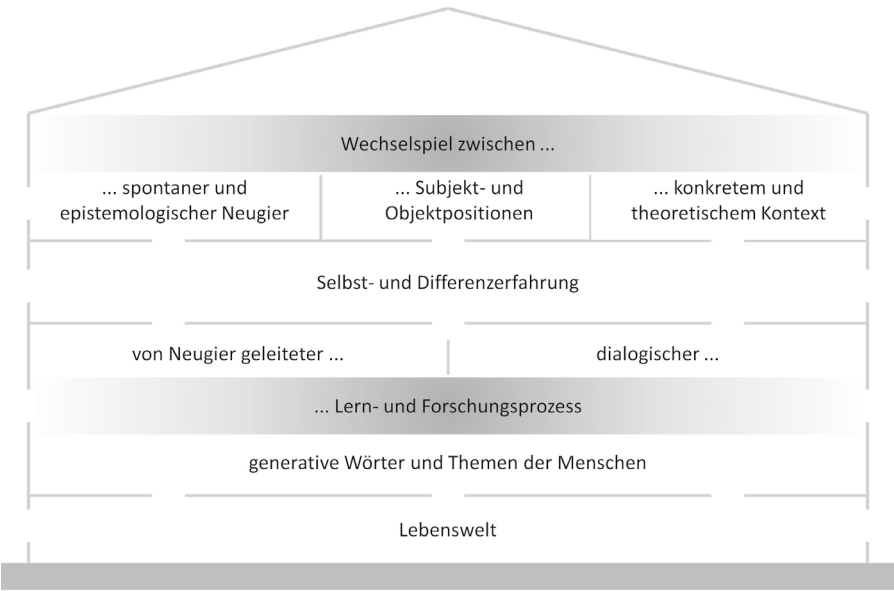 Wechselspiel zwischen ...
... spontaner und
epistemologischer Neugier
... Subjekt- und
Objektpositionen
... konkretem und
theoretischem Kontext
Selbst- und Differenzerfahrung
von Neugier geleiteter ...
dialogischer ...
... Lern- und Forschungsprozess
generative Wörter und Themen der Menschen
Lebenswelt